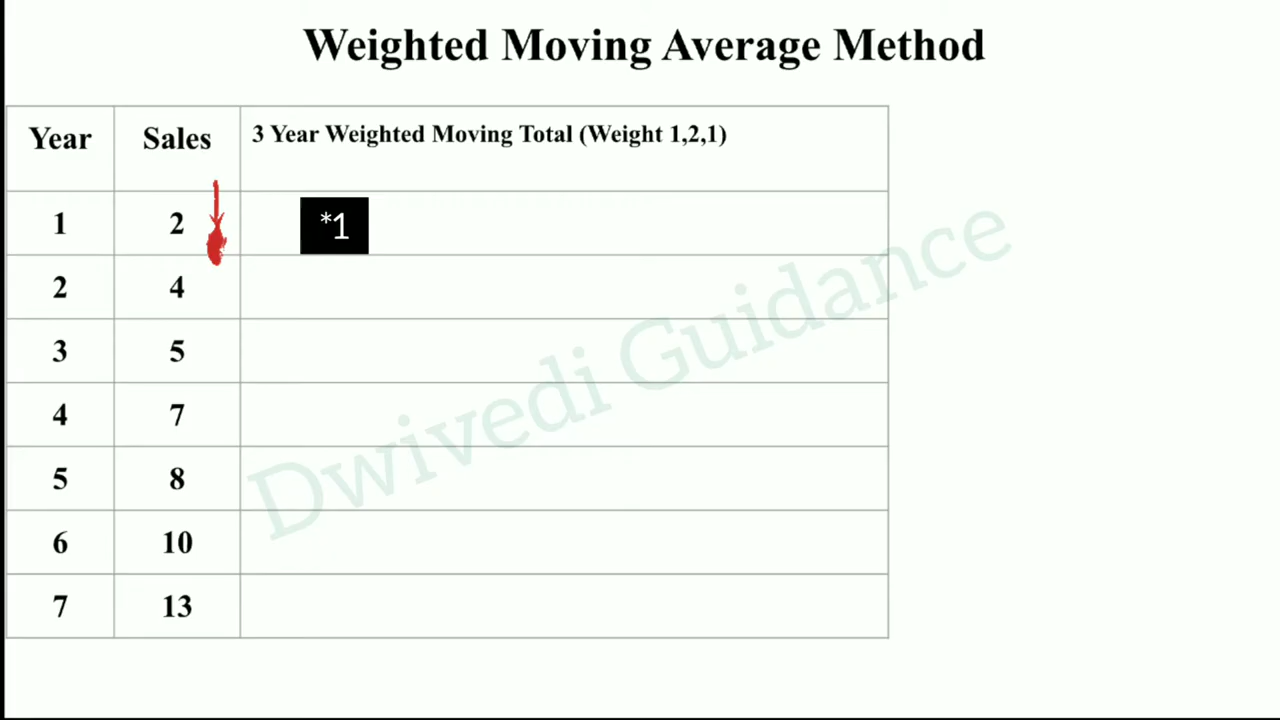 Weighted Moving Average Method
Year Sales 3 Year Weighted Moving Total (Weight 1,2,1)
1 2 *1
2 4
3 5
4 7
5 8
6 10
7 13
Dwivedi Guidance